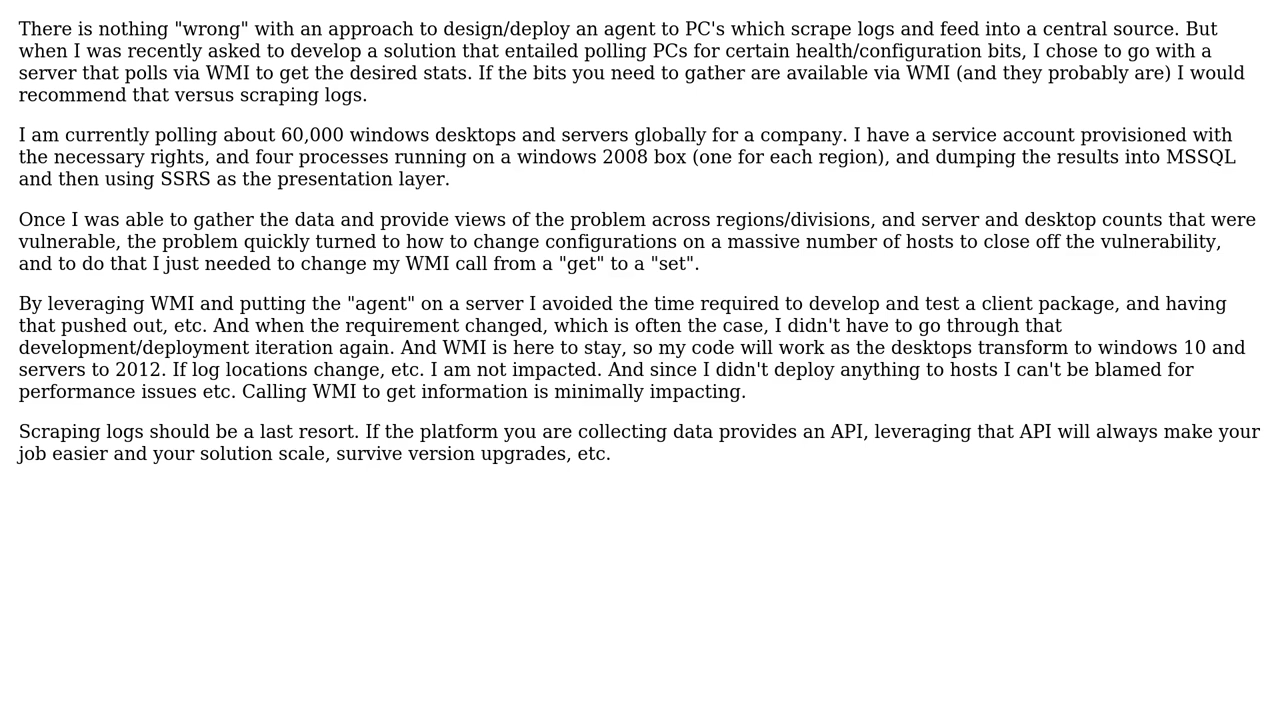 There is nothing "wrong" with an approach to design/deploy an agent to PC's which scrape logs and feed into a central source. But
when I was recently asked to develop a solution that entailed polling PCs for certain health/configuration bits, I chose to go with a
server that polls via WMI to get the desired stats. If the bits you need to gather are available via WMI (and they probably are) I would
recommend that versus scraping logs.
I am currently polling about 60,000 windows desktops and servers globally for a company. I have a service account provisioned with
the necessary rights, and four processes running on a windows 2008 box (one for each region), and dumping the results into MSSQL
and then using SSRS as the presentation layer.
Once I was able to gather the data and provide views of the problem across regions/divisions, and server and desktop counts that were
vulnerable, the problem quickly turned to how to change configurations on a massive number of hosts to close off the vulnerability,
and to do that I just needed to change my WMI call from a "get" to a "set".
By leveraging WMI and putting the "agent" on a server I avoided the time required to develop and test a client package, and having
that pushed out, etc. And when the requirement changed, which is often the case, I didn't have to go through that
development/deployment iteration again. And WMI is here to stay, so my code will work as the desktops transform to windows 10 and
servers to 2012. If log locations change, etc. I am not impacted. And since I didn't deploy anything to hosts I can't be blamed for
performance issues etc. Calling WMI to get information is minimally impacting.
Scraping logs should be a last resort. If the platform you are collecting data provides an API, leveraging that API will always make your
job easier and your solution scale, survive version upgrades, etc.